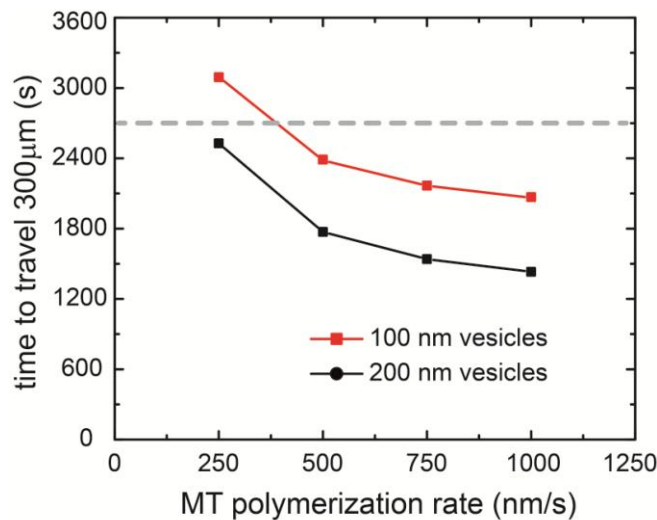 3600
3000
2400
1800
1200
600
0
time to travel 300μm (s)
100 nm vesicles
200 nm vesicles
0 250 500 750 1000 1250
MT polymerization rate (nm/s)